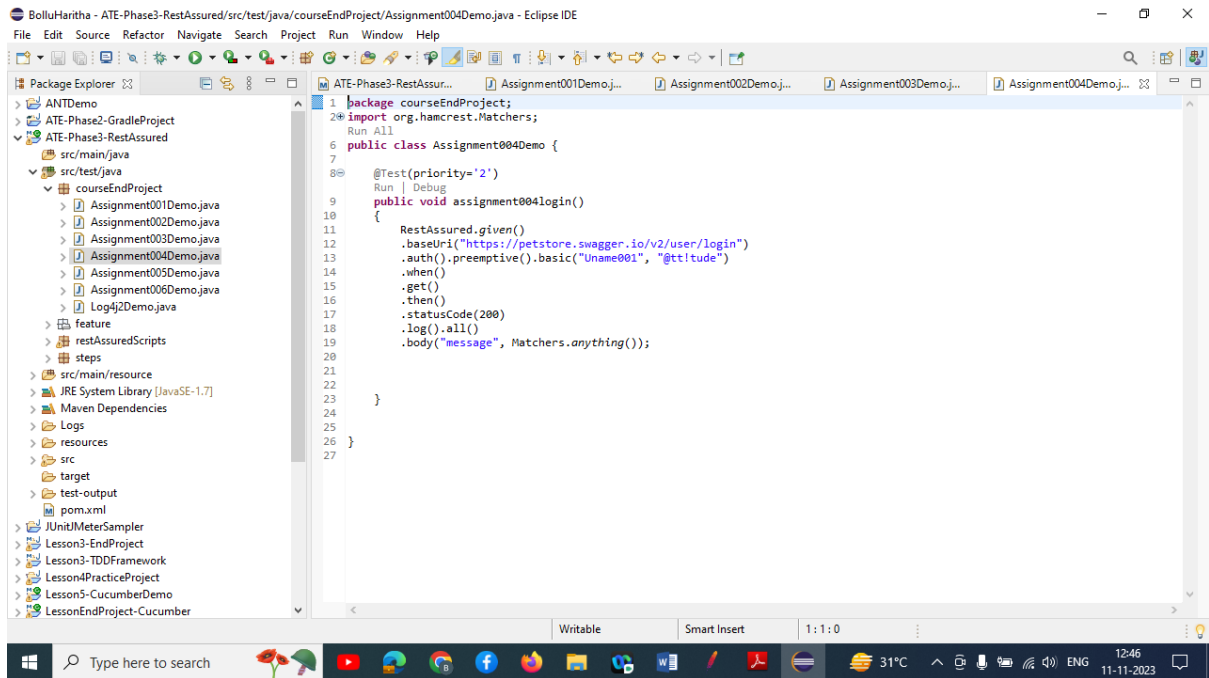 BolluHaritha - ATE-Phase3-RestAssured/src/test/java/courseEndProject/Assignment004Demo.java - Eclipse IDE
File Edit Source Refactor Navigate Search Project Run Window Help
Package Explorer
ATE-Phase3-RestAssur... Assignment001Demo.j... Assignment002Demo.j... Assignment003Demo.j... Assignment004Demo.j...
ANTDemo
ATE-Phase2-GradleProject
ATE-Phase3-RestAssured
src/main/java
src/test/java
courseEndProject
Assignment001Demo.java
Assignment002Demo.java
Assignment003Demo.java
Assignment004Demo.java
Assignment005Demo.java
Assignment006Demo.java
Log4j2Demo.java
feature
restAssuredScripts
steps
src/main/resource
JRE System Library [JavaSE-1.7]
Maven Dependencies
Logs
resources
src
target
test-output
pom.xml
JUnitJMeterSampler
Lesson3-EndProject
Lesson3-TDDFramework
Lesson4PracticeProject
Lesson5-CucumberDemo
LessonEndProject-Cucumber
1 package courseEndProject;
2 import org.hamcrest.Matchers;
Run All
6 public class Assignment004Demo {
7
8 @Test(priority='2')
Run | Debug
9 public void assignment004login()
10 {
11 RestAssured.given()
12 .baseUri("https://petstore.swagger.io/v2/user/login")
13 .auth().preemptive().basic("Uname001", "@tt!tude")
14 .when()
15 .get()
16 .then()
17 .statusCode(200)
18 .log().all()
19 .body("message", Matchers.anything());
20
21
22
23 }
24
25
26 }
27
Writable Smart Insert 1:1:0
Type here to search 31°C ENG 12:46
11-11-2023